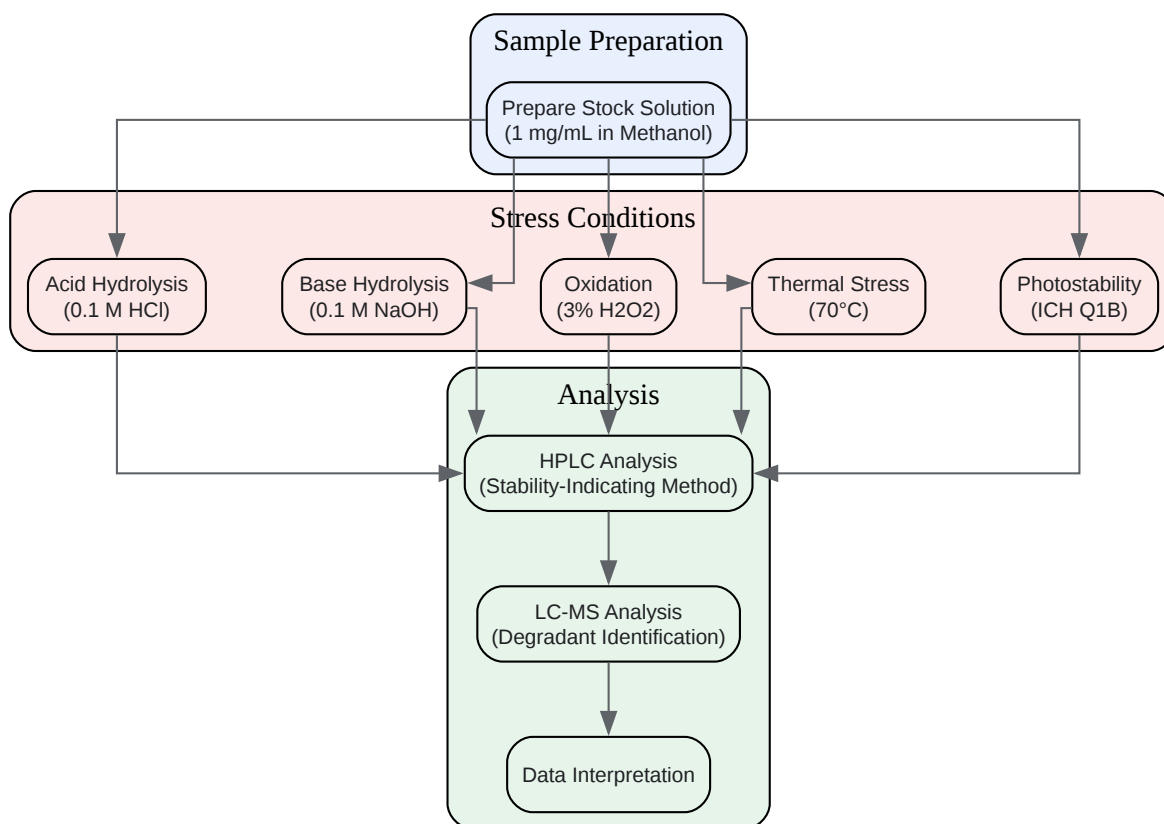 Sample Preparation
Prepare Stock Solution
(1 mg/mL in Methanol)
Stress Conditions
Acid Hydrolysis
(0.1 M HCl)
Base Hydrolysis
(0.1 M NaOH)
Oxidation
(3% H2O2)
Thermal Stress
(70°C)
Photostability
(ICH Q1B)
Analysis
HPLC Analysis
(Stability-Indicating Method)
LC-MS Analysis
(Degradant Identification)
Data Interpretation